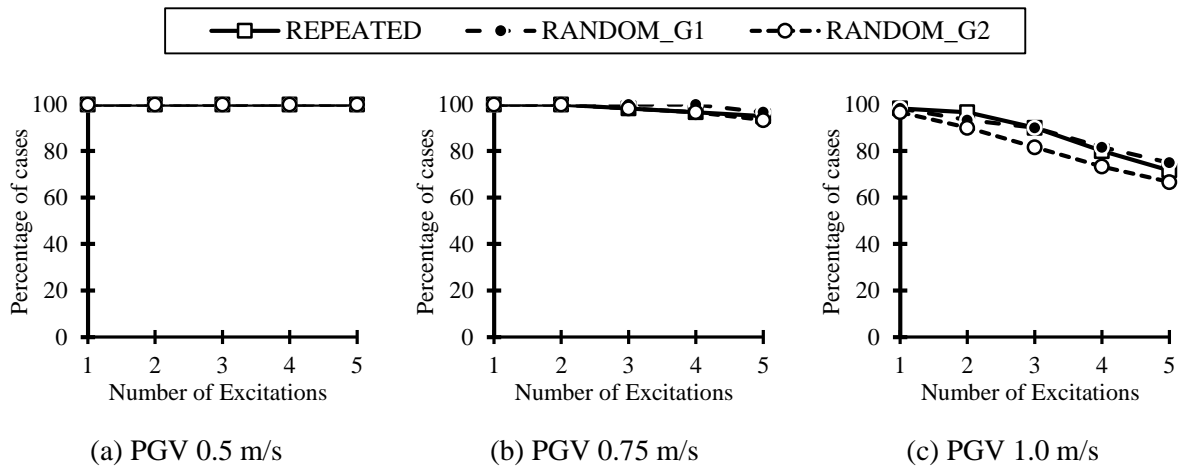 REPEATED RANDOM_G1 RANDOM_G2
Percentage of cases
100
80
60
40
20
0
1 2 3 4 5
Number of Excitations
(a) PGV 0.5 m/s
Percentage of cases
100
80
60
40
20
0
1 2 3 4 5
Number of Excitations
(b) PGV 0.75 m/s
Percentage of cases
100
80
60
40
20
0
1 2 3 4 5
Number of Excitations
(c) PGV 1.0 m/s